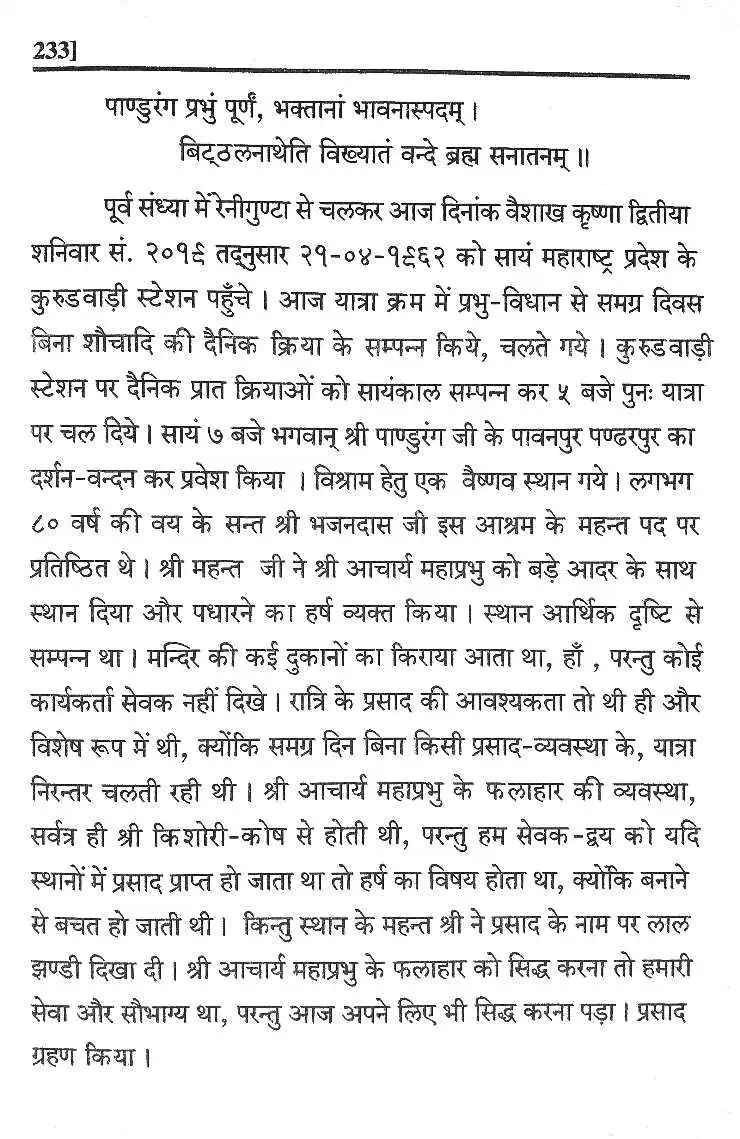 233]
पाण्डुरंग प्रभुं पूर्णं, भक्तानां भावनास्पदम् ।
बिट्ठलनाथेति विख्यातं वन्दे ब्रह्म सनातनम् ॥
पूर्व संध्या में रेनीगुण्टा से चलकर आज दिनांक वैशाख कृष्णा द्वितीया
शनिवार सं. २०१९ तद्नुसार २१-०४-१९६२ को सायं महाराष्ट्र प्रदेश के
कुरुडवाड़ी स्टेशन पहुँचे । आज यात्रा क्रम में प्रभु-विधान से समग्र दिवस
बिना शौचादि की दैनिक क्रिया के सम्पन्न किये, चलते गये । कुरुडवाड़ी
स्टेशन पर दैनिक प्रात क्रियाओं को सायंकाल सम्पन्न कर ५ बजे पुनः यात्रा
पर चल दिये । सायं ७ बजे भगवान् श्री पाण्डुरंग जी के पावनपुर पण्ढरपुर का
दर्शन-वन्दन कर प्रवेश किया । विश्राम हेतु एक वैष्णव स्थान गये । लगभग
८० वर्ष की वय के सन्त श्री भजनदास जी इस आश्रम के महन्त पद पर
प्रतिष्ठित थे । श्री महन्त जी ने श्री आचार्य महाप्रभु को बड़े आदर के साथ
स्थान दिया और पधारने का हर्ष व्यक्त किया । स्थान आर्थिक दृष्टि से
सम्पन्न था । मन्दिर की कई दुकानों का किराया आता था, हाँ , परन्तु कोई
कार्यकर्ता सेवक नहीं दिखे । रात्रि के प्रसाद की आवश्यकता तो थी ही और
विशेष रूप में थी, क्योंकि समग्र दिन बिना किसी प्रसाद-व्यवस्था के, यात्रा
निरन्तर चलती रही थी । श्री आचार्य महाप्रभु के फलाहार की व्यवस्था,
सर्वत्र ही श्री किशोरी-कोष से होती थी, परन्तु हम सेवक-द्वय को यदि
स्थानों में प्रसाद प्राप्त हो जाता था तो हर्ष का विषय होता था, क्योंकि बनाने
से बचत हो जाती थी । किन्तु स्थान के महन्त श्री ने प्रसाद के नाम पर लाल
झण्डी दिखा दी । श्री आचार्य महाप्रभु के फलाहार को सिद्ध करना तो हमारी
सेवा और सौभाग्य था, परन्तु आज अपने लिए भी सिद्ध करना पड़ा । प्रसाद
ग्रहण किया ।